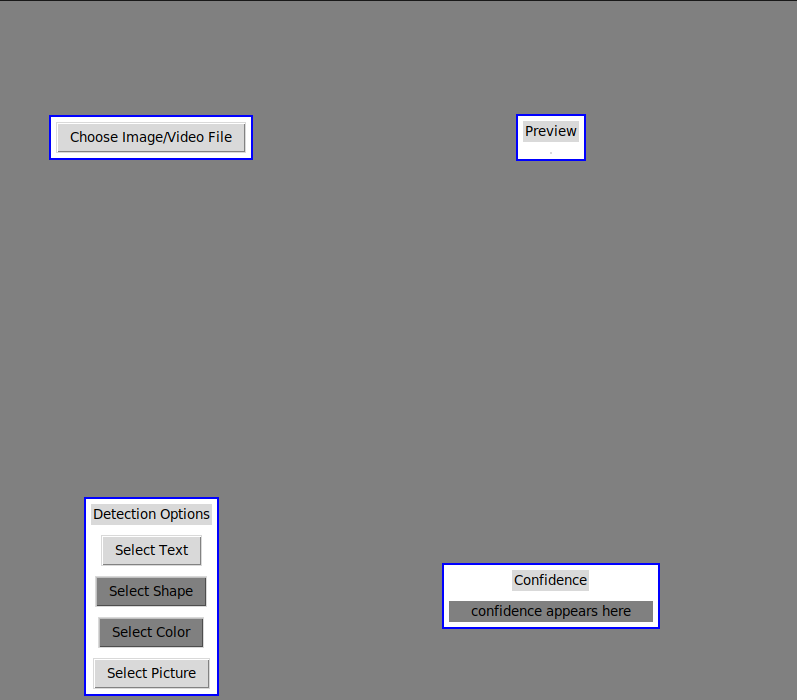 Choose Image/Video File
Preview
Detection Options
Select Text
Select Shape
Select Color
Select Picture
Confidence
confidence appears here